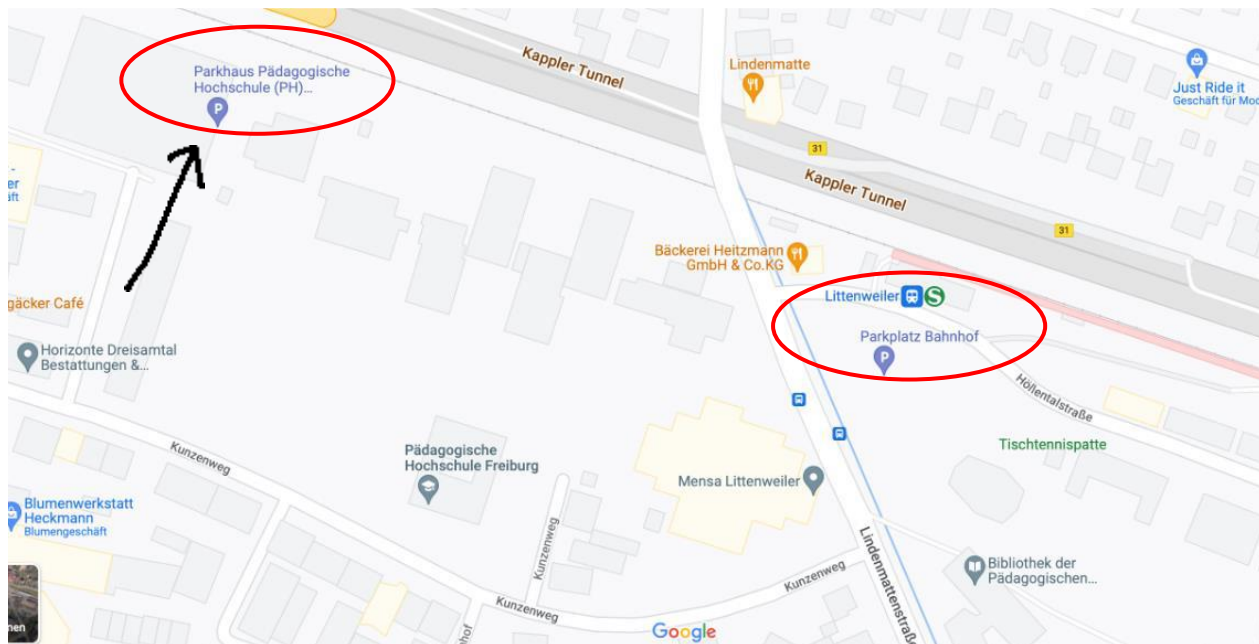 Parkhaus Pädagogische
Hochschule (PH)...
Kappler Tunnel
Lindenmatte
Just Ride it
Geschäft für Mo
31
Kappler Tunnel
31
Bäckerei Heitzmann
GmbH & Co.KG
Littenweiler
S
gäcker Café
Parkplatz Bahnhof
Horizonte Dreisamtal
Bestattungen &...
Höllentalstraße
Kunzenweg
Pädagogische
Hochschule Freiburg
Tischtennispatte
Mensa Littenweiler
Blumenwerkstatt
Heckmann
Blumengeschäft
Kunzenweg
Lindenmattenstraße
Bibliothek der
Pädagogischen...
Kunzenweg
Kunzenweg
Google